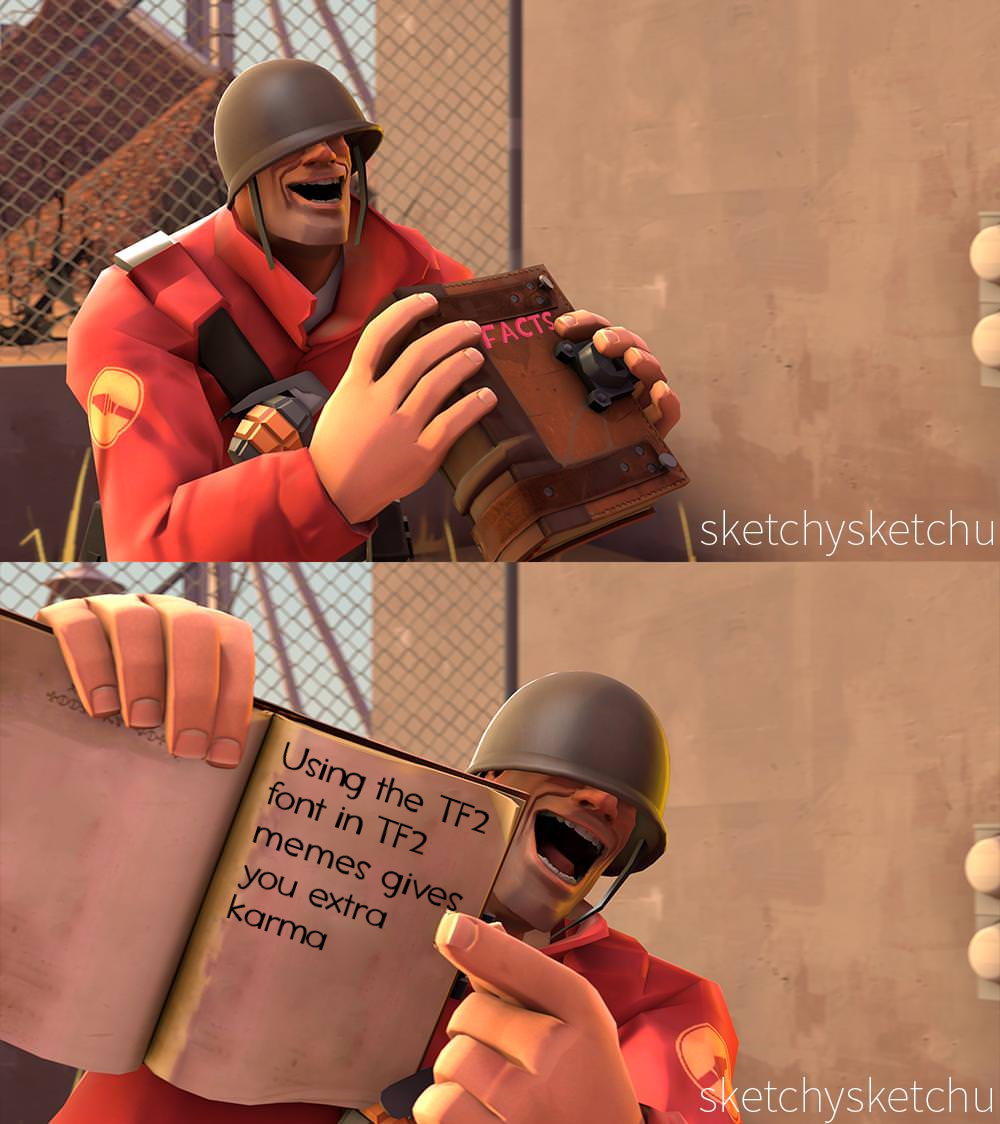 FACTS
sketchysketchu
Using the TF2
font in TF2
memes gives
you extra
karma
sketchysketchu